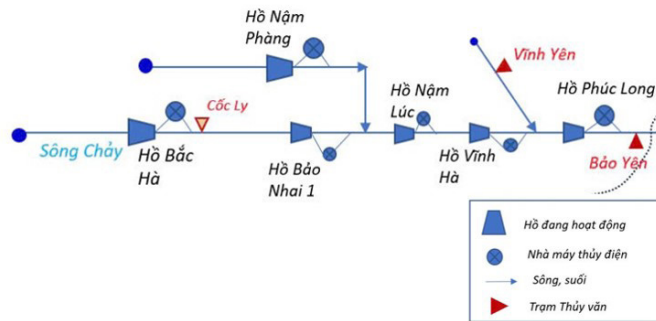 Hồ Nậm
Phàng
Vĩnh Yên
Hồ Nậm
Lúc
Hồ Phúc Long
Cốc Ly
Sông Chảy
Hồ Bắc
Hà
Hồ Bảo
Nhai 1
Hồ Vĩnh
Hà
Bảo Yên
Hồ đang hoạt động
Nhà máy thủy điện
Sông, suối
Trạm Thủy văn